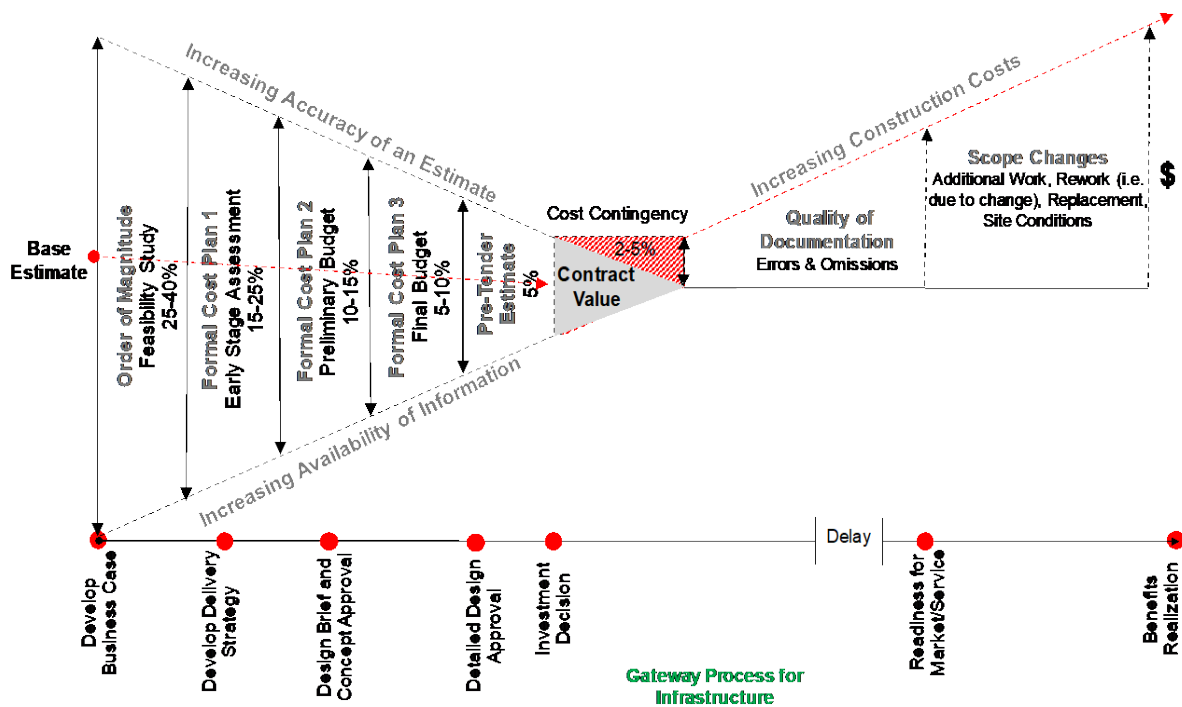 Increasing Accuracy of an Estimate
Base
Estimate
Order of Magnitude
Feasibility Study
25-40%
Formal Cost Plan 1
Early Stage Assessment
15-25%
Formal Cost Plan 2
Preliminary Budget
10-15%
Formal Cost Plan 3
Final Budget
5-10%
Pre-Tender
Estimate
5%
Increasing Availability of Information
Cost Contingency
2-5%
Contract
Value
Increasing Construction Costs
Quality of
Documentation
Errors & Omissions
Scope Changes
Additional Work, Rework (i.e.
due to change), Replacement,
Site Conditions
$
Delay
Develop
Business Case
Develop Delivery
Strategy
Design Brief and
Concept Approval
Detailed Design
Approval
Investment
Decision
Readiness for
Market/Service
Benefits
Realization
Gateway Process for
Infrastructure